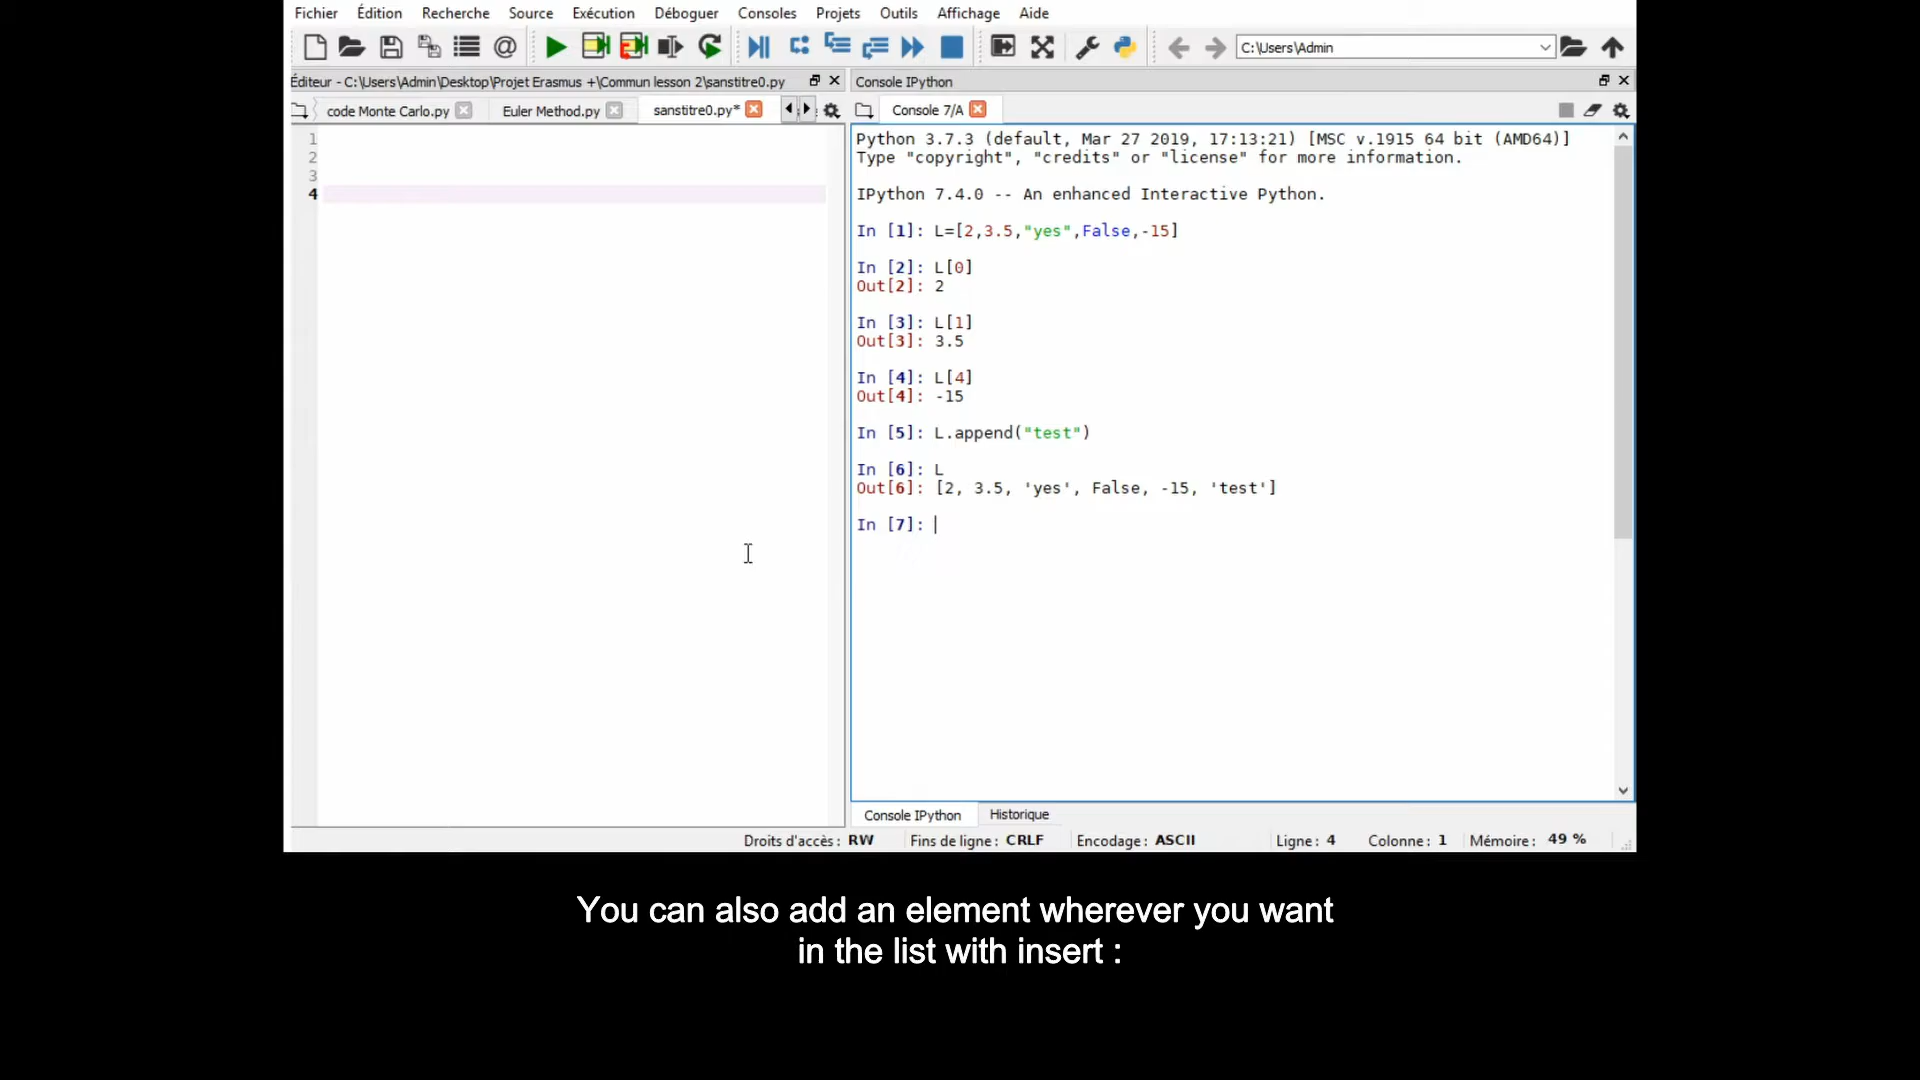 Fichier Édition Recherche Source Exécution Déboguer Consoles Projets Outils Affichage Aide
C:\Users\Admin
Éditeur - C:\Users\Admin\Desktop\Projet Erasmus +\Commun lesson 2\sanstitre0.py
code Monte Carlo.py Euler Method.py sanstitre0.py*
1
2
3
4
Console IPython
Console 7/A
Python 3.7.3 (default, Mar 27 2019, 17:13:21) [MSC v.1915 64 bit (AMD64)]
Type "copyright", "credits" or "license" for more information.
IPython 7.4.0 -- An enhanced Interactive Python.
In [1]: L=[2,3.5,"yes",False,-15]
In [2]: L[0]
Out[2]: 2
In [3]: L[1]
Out[3]: 3.5
In [4]: L[4]
Out[4]: -15
In [5]: L.append("test")
In [6]: L
Out[6]: [2, 3.5, 'yes', False, -15, 'test']
In [7]:
Console IPython Historique
Droits d'accès : RW Fins de ligne : CRLF Encodage : ASCII Ligne : 4 Colonne : 1 Mémoire : 49 %
You can also add an element wherever you want
in the list with insert :